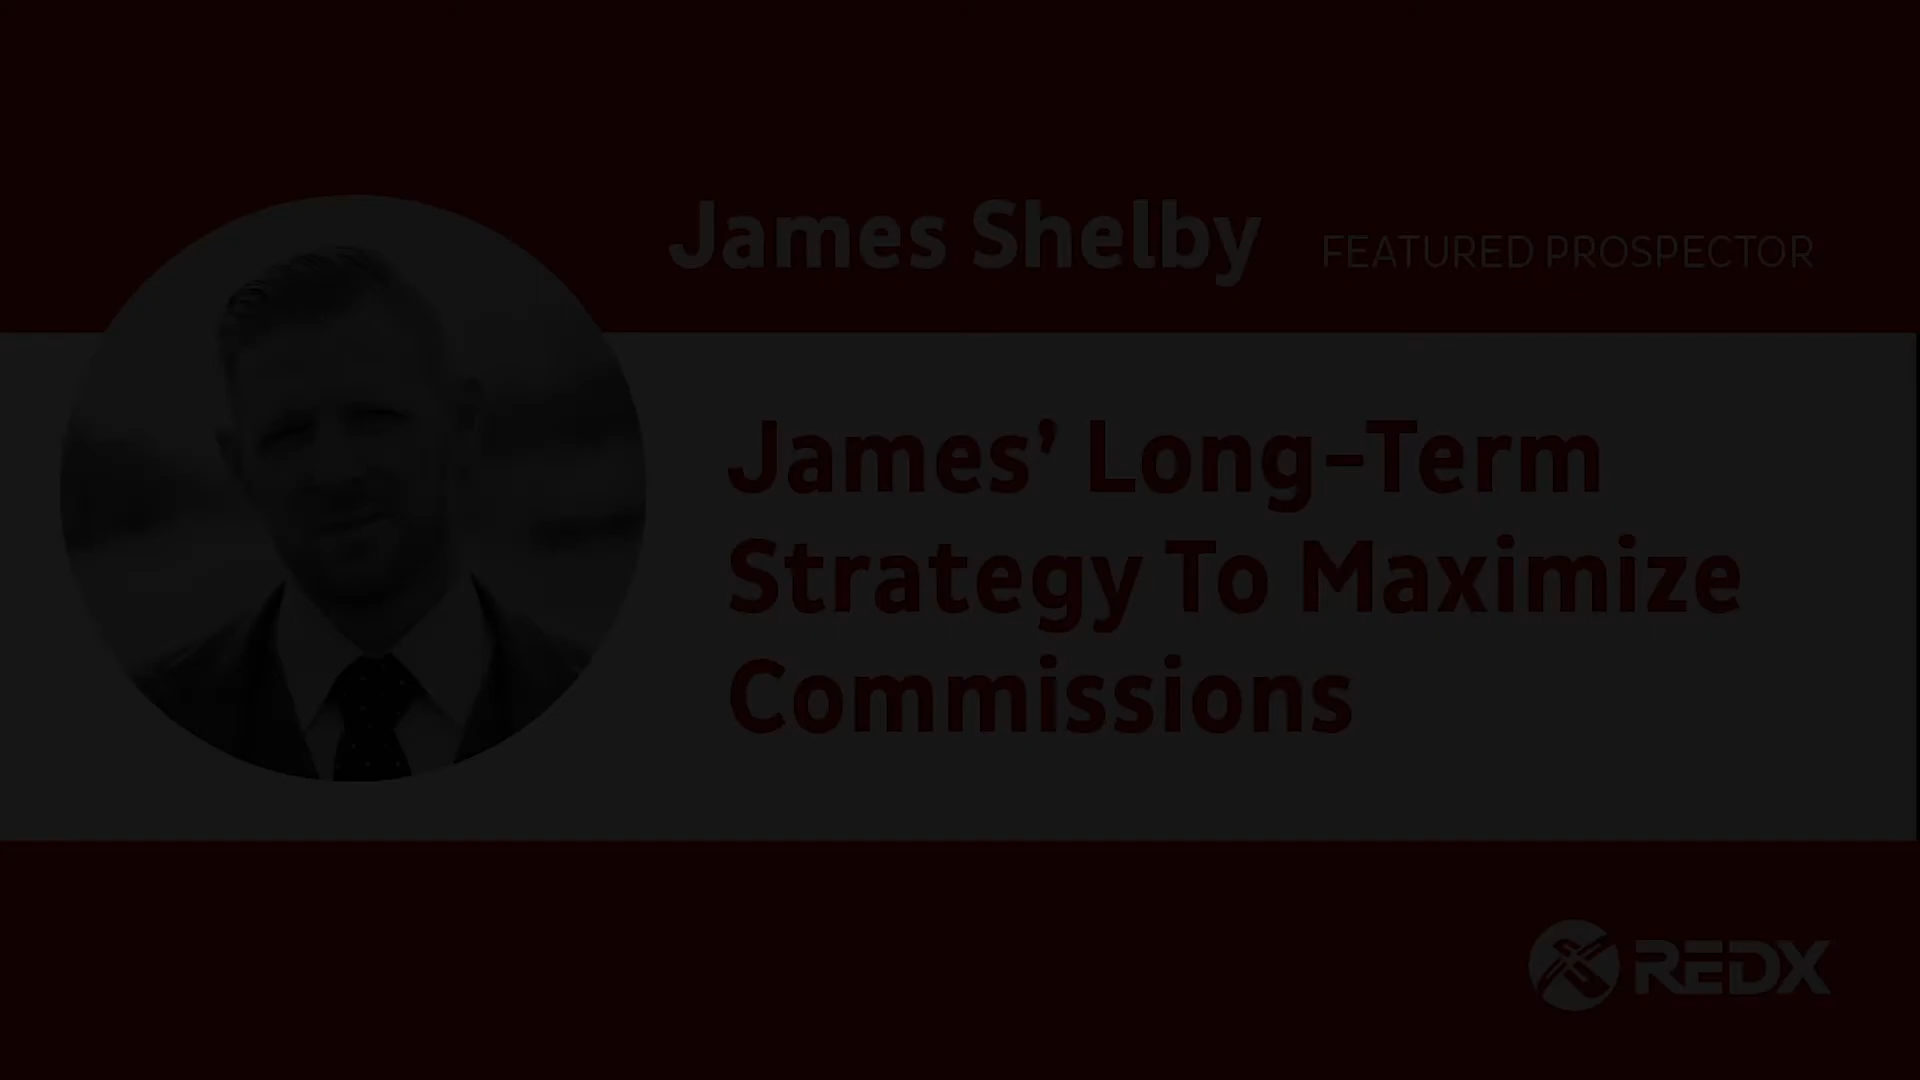 James Shelby FEATURED PROSPECTOR
James’ Long-Term
Strategy To Maximize
Commissions
REDX